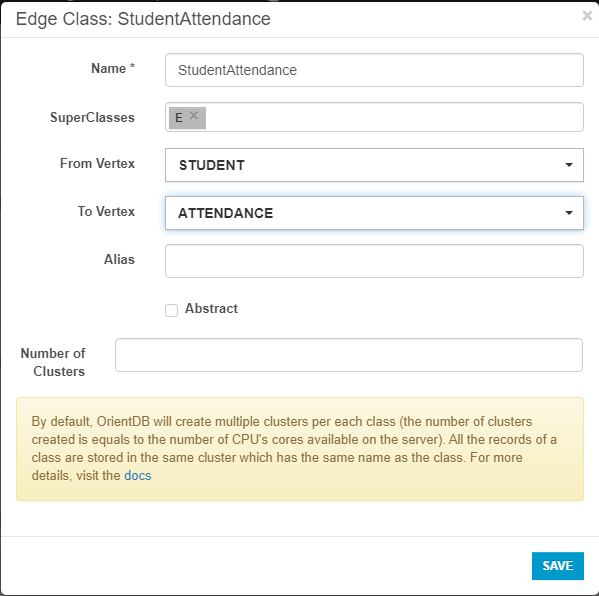 Edge Class: StudentAttendance ×
Name * StudentAttendance
SuperClasses E ×
From Vertex STUDENT
To Vertex ATTENDANCE
Alias
Abstract
Number of
Clusters
By default, OrientDB will create multiple clusters per each class (the number of clusters
created is equals to the number of CPU's cores available on the server). All the records of a
class are stored in the same cluster which has the same name as the class. For more
details, visit the docs
SAVE